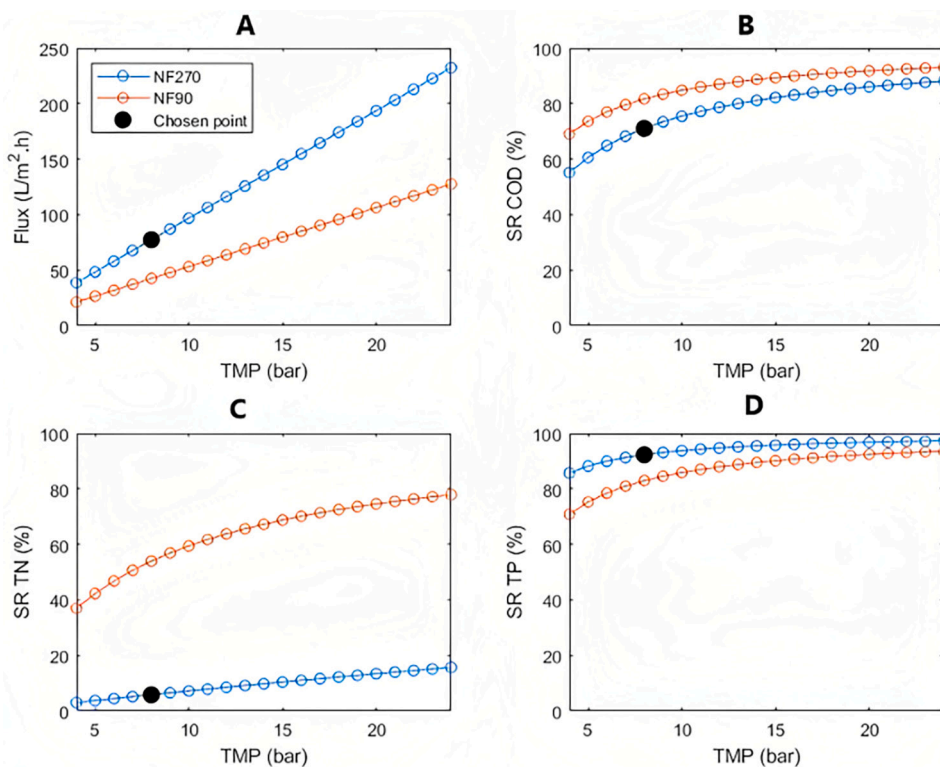 A
Flux (L/m².h)
250
200
150
100
50
0
NF270
NF90
Chosen point
5
10
15
20
TMP (bar)
B
SR COD (%)
100
80
60
40
20
0
5
10
15
20
TMP (bar)
C
SR TN (%)
100
80
60
40
20
0
5
10
15
20
TMP (bar)
D
SR TP (%)
100
80
60
40
20
0
5
10
15
20
TMP (bar)